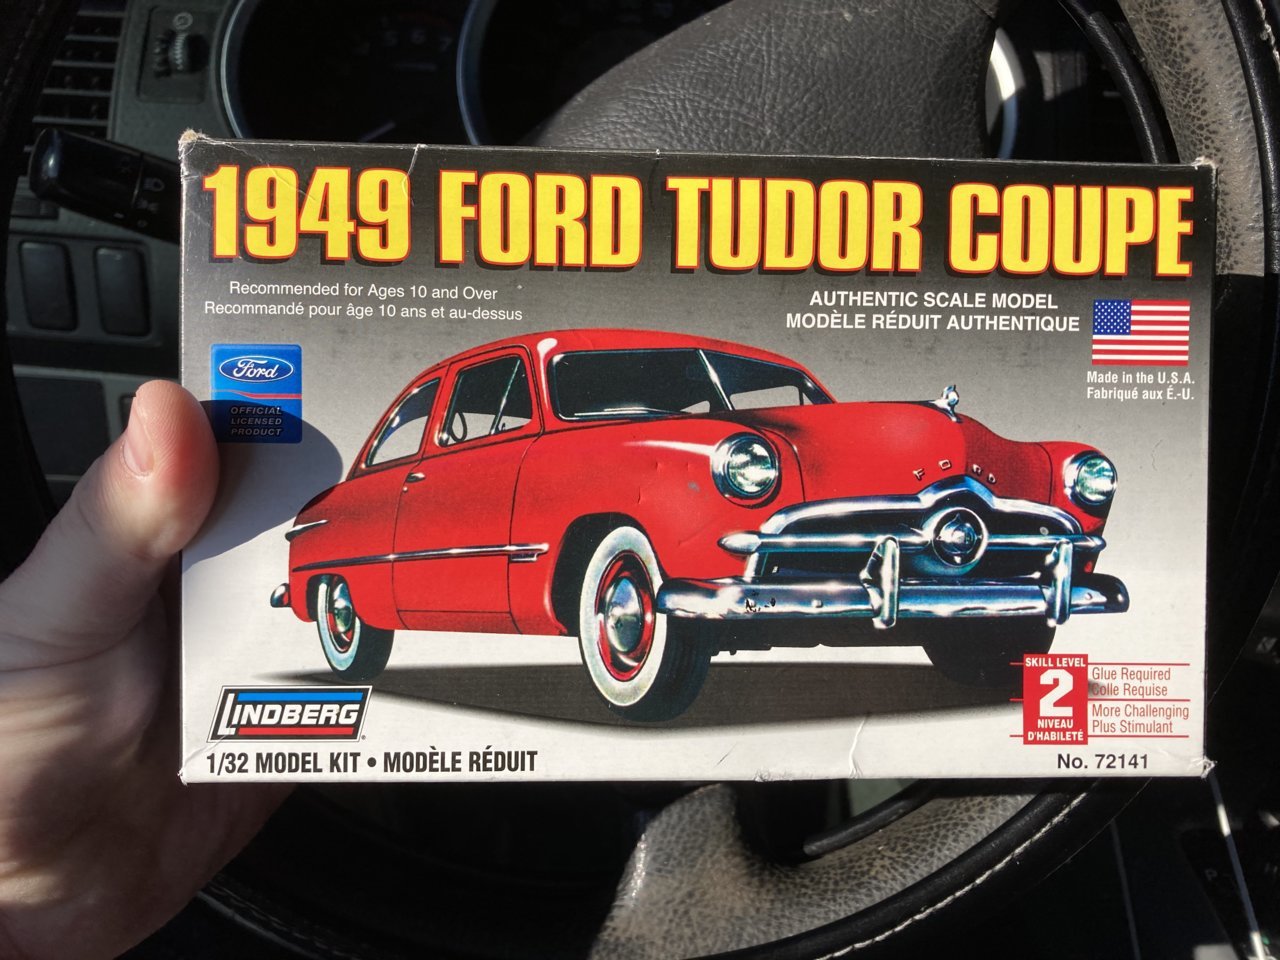 1949 FORD TUDOR COUPE
Recommended for Ages 10 and Over
Recommandé pour âge 10 ans et au-dessus
AUTHENTIC SCALE MODEL
MODÈLE RÉDUIT AUTHENTIQUE
Made in the U.S.A.
Fabriqué aux É.-U.
Ford
OFFICIAL
LICENSED
PRODUCT
FORD
SKILL LEVEL
2
NIVEAU
D'HABILETÉ
Glue Required
Colle Requise
More Challenging
Plus Stimulant
LINDBERG®
1/32 MODEL KIT • MODÈLE RÉDUIT
No. 72141